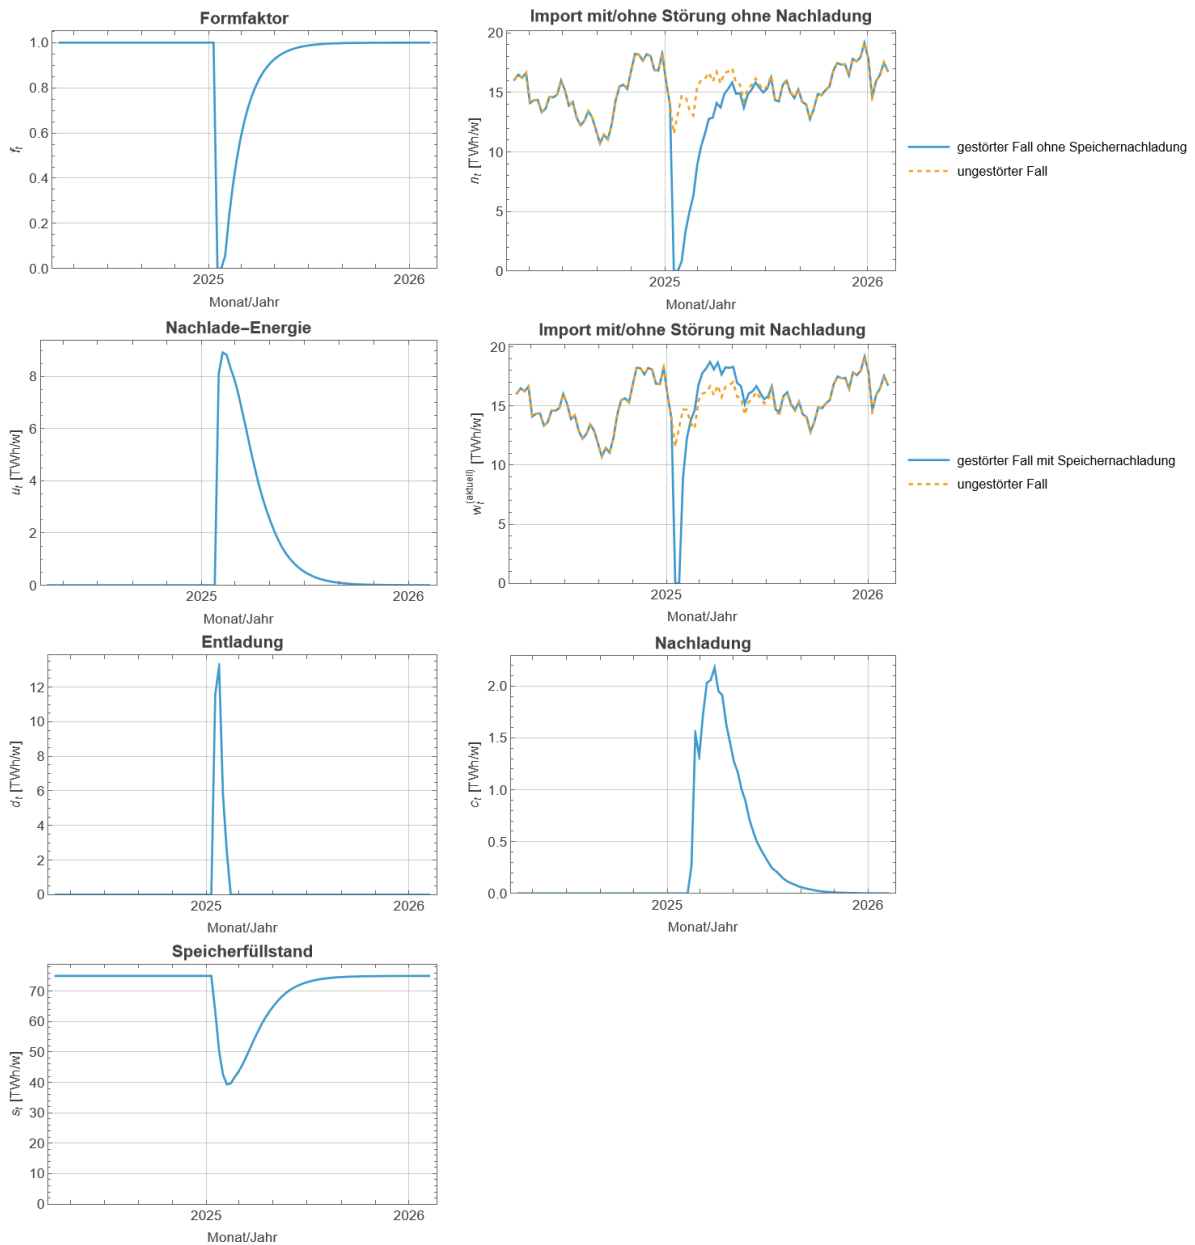 Formfaktor
1.0
0.8
0.6
0.4
0.2
0.0
f_t
2025
2026
Monat/Jahr
Import mit/ohne Störung ohne Nachladung
20
15
10
5
0
n_t [TWh/w]
2025
2026
Monat/Jahr
gestörter Fall ohne Speichernachladung
ungestörter Fall
Nachlade-Energie
8
6
4
2
0
u_t [TWh/w]
2025
2026
Monat/Jahr
Import mit/ohne Störung mit Nachladung
20
15
10
5
0
w_t^(aktuell) [TWh/w]
2025
2026
Monat/Jahr
gestörter Fall mit Speichernachladung
ungestörter Fall
Entladung
12
10
8
6
4
2
0
d_t [TWh/w]
2025
2026
Monat/Jahr
Nachladung
2.0
1.5
1.0
0.5
0.0
c_t [TWh/w]
2025
2026
Monat/Jahr
Speicherfüllstand
70
60
50
40
30
20
10
0
s_t [TWh/w]
2025
2026
Monat/Jahr